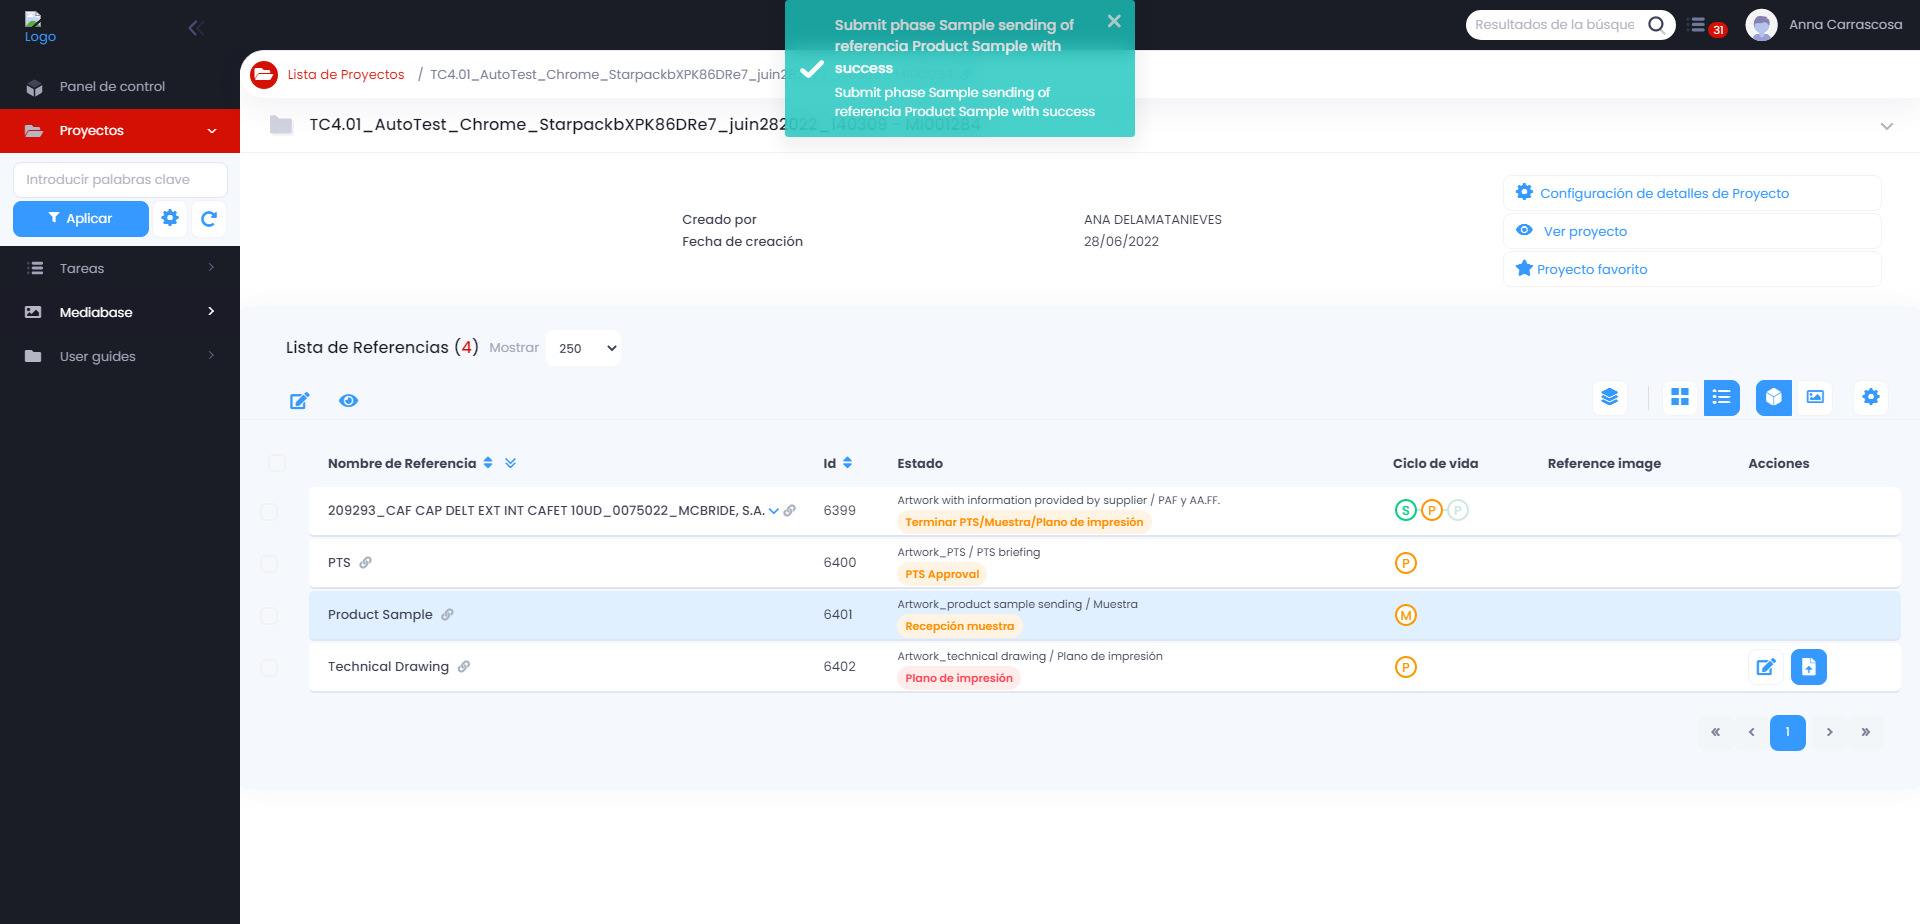 Logo
Panel de control
Proyectos
Introducir palabras clave
Aplicar
Tareas
Mediabase
User guides
Submit phase Sample sending of
referencia Product Sample with
success
Submit phase Sample sending of
referencia Product Sample with success
Resultados de la búsque
31
Anna Carrascosa
Lista de Proyectos / TC4.01_AutoTest_Chrome_StarpackbXPK86DRe7_juin28
TC4.01_AutoTest_Chrome_StarpackbXPK86DRe7_juin282022_140309 - MI001284
Creado por ANA DELAMATANIEVES
Fecha de creación 28/06/2022
Configuración de detalles de Proyecto
Ver proyecto
Proyecto favorito
Lista de Referencias (4) Mostrar 250
Nombre de Referencia Id Estado Ciclo de vida Reference image Acciones
209293_CAF CAP DELT EXT INT CAFET 10UD_0075022_MCBRIDE, S.A. 6399 Artwork with information provided by supplier / PAF y AA.FF. S P P
Terminar PTS/Muestra/Plano de impresión
PTS 6400 Artwork_PTS / PTS briefing P
PTS Approval
Product Sample 6401 Artwork_product sample sending / Muestra M
Recepción muestra
Technical Drawing 6402 Artwork_technical drawing / Plano de impresión P
Plano de impresión
« ‹ 1 › »